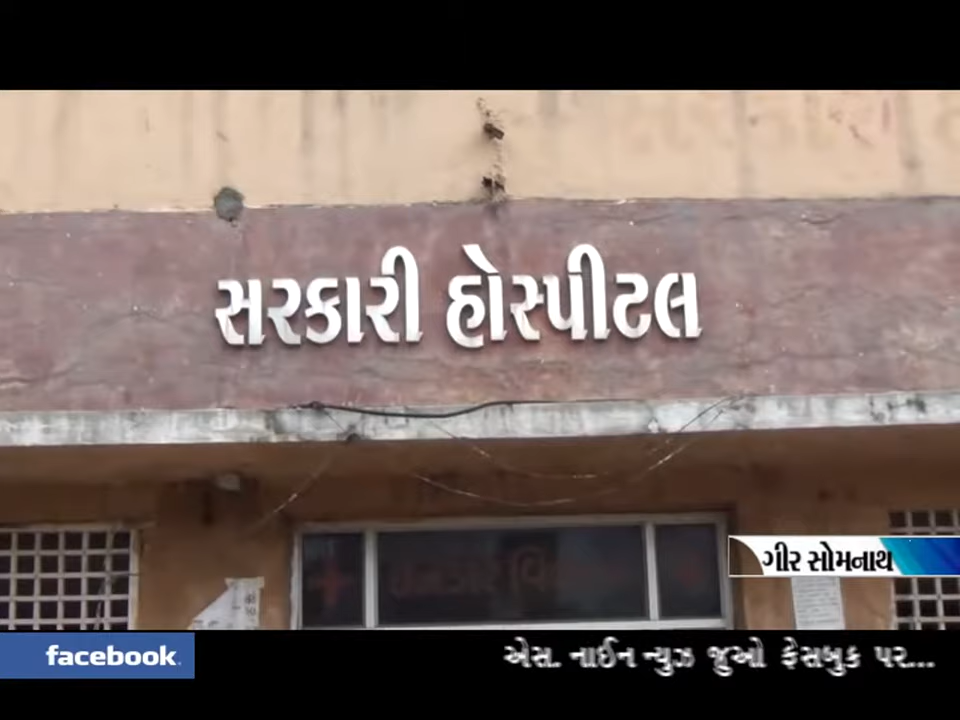 સરકારી હોસ્પીટલ
ગીર સોમનાથ
facebook
એસ. નાઈન ન્યુઝ જુઓ ફેસબુક પર...